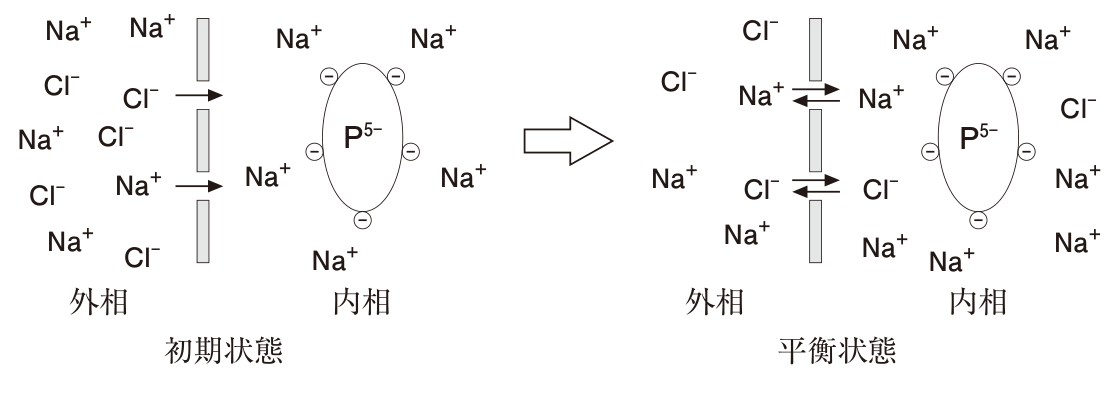 Na⁺ Na⁺ Na⁺ Na⁺ Cl⁻ Na⁺ Na⁺
Cl⁻ Cl⁻ Cl⁻ Na⁺ Na⁺ Cl⁻
Na⁺ Cl⁻ P⁵⁻ P⁵⁻
Cl⁻ Na⁺ Na⁺ Na⁺ Na⁺ Cl⁻ Cl⁻ Na⁺
Na⁺ Cl⁻ Na⁺ Na⁺ Na⁺ Na⁺ Na⁺
外相 内相 外相 内相
初期状態 平衡状態